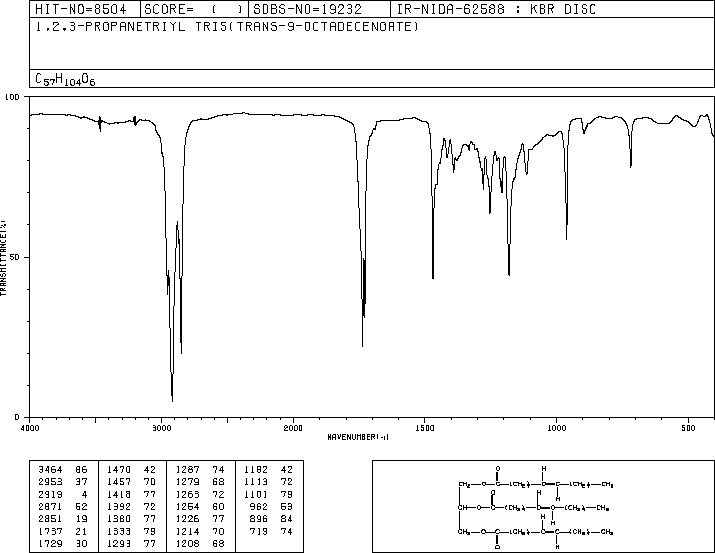 HIT-NO=8504 SCORE= ( ) SDBS-NO=19232 IR-NIDA-62588 : KBR DISC
1,2,3-PROPANETRIYL TRIS(TRANS-9-OCTADECENOATE)
C57H104O6
100
50
0
TRANSMITTANCE(%)
4000 3000 2000 1500 1000 500
WAVENUMBER(-1)
3464 86 1470 42 1287 74 1182 42
2953 37 1457 70 1279 68 1113 72
2919 4 1418 77 1263 72 1101 79
2871 52 1392 72 1254 60 962 53
2851 19 1380 77 1226 77 896 84
1737 21 1333 79 1214 70 719 74
1729 30 1293 77 1208 68